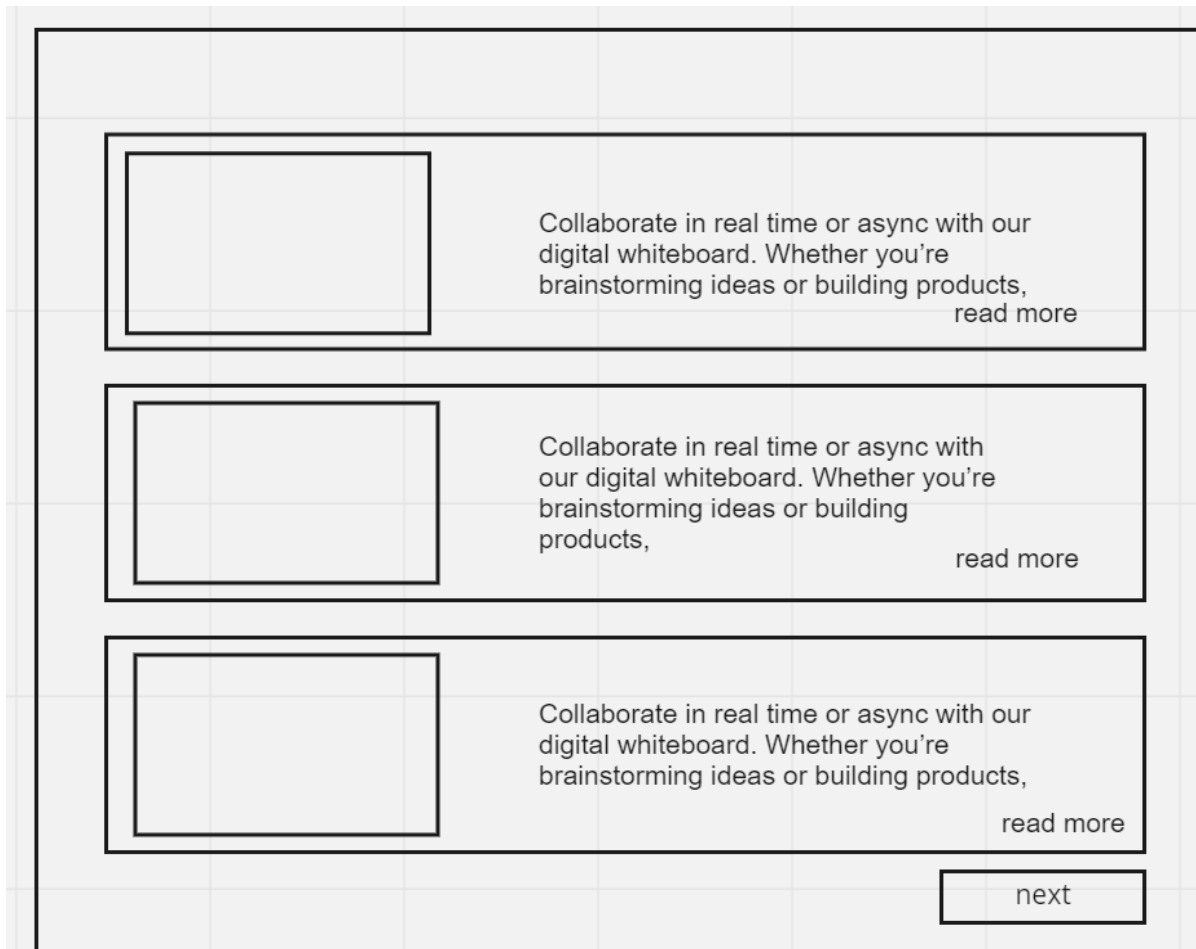 Collaborate in real time or async with our
digital whiteboard. Whether you’re
brainstorming ideas or building products,
read more
Collaborate in real time or async with
our digital whiteboard. Whether you’re
brainstorming ideas or building
products,
read more
Collaborate in real time or async with our
digital whiteboard. Whether you’re
brainstorming ideas or building products,
read more
next